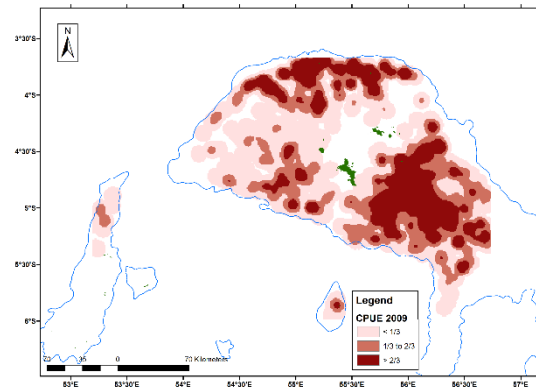 3°30'S
N
4°S
4°30'S
5°S
5°30'S
6°S
Legend
CPUE 2009
< 1/3
1/3 to 2/3
> 2/3
70 35 0 70 Kilometers
53°E 53°30'E 54°E 54°30'E 55°E 55°30'E 56°E 56°30'E